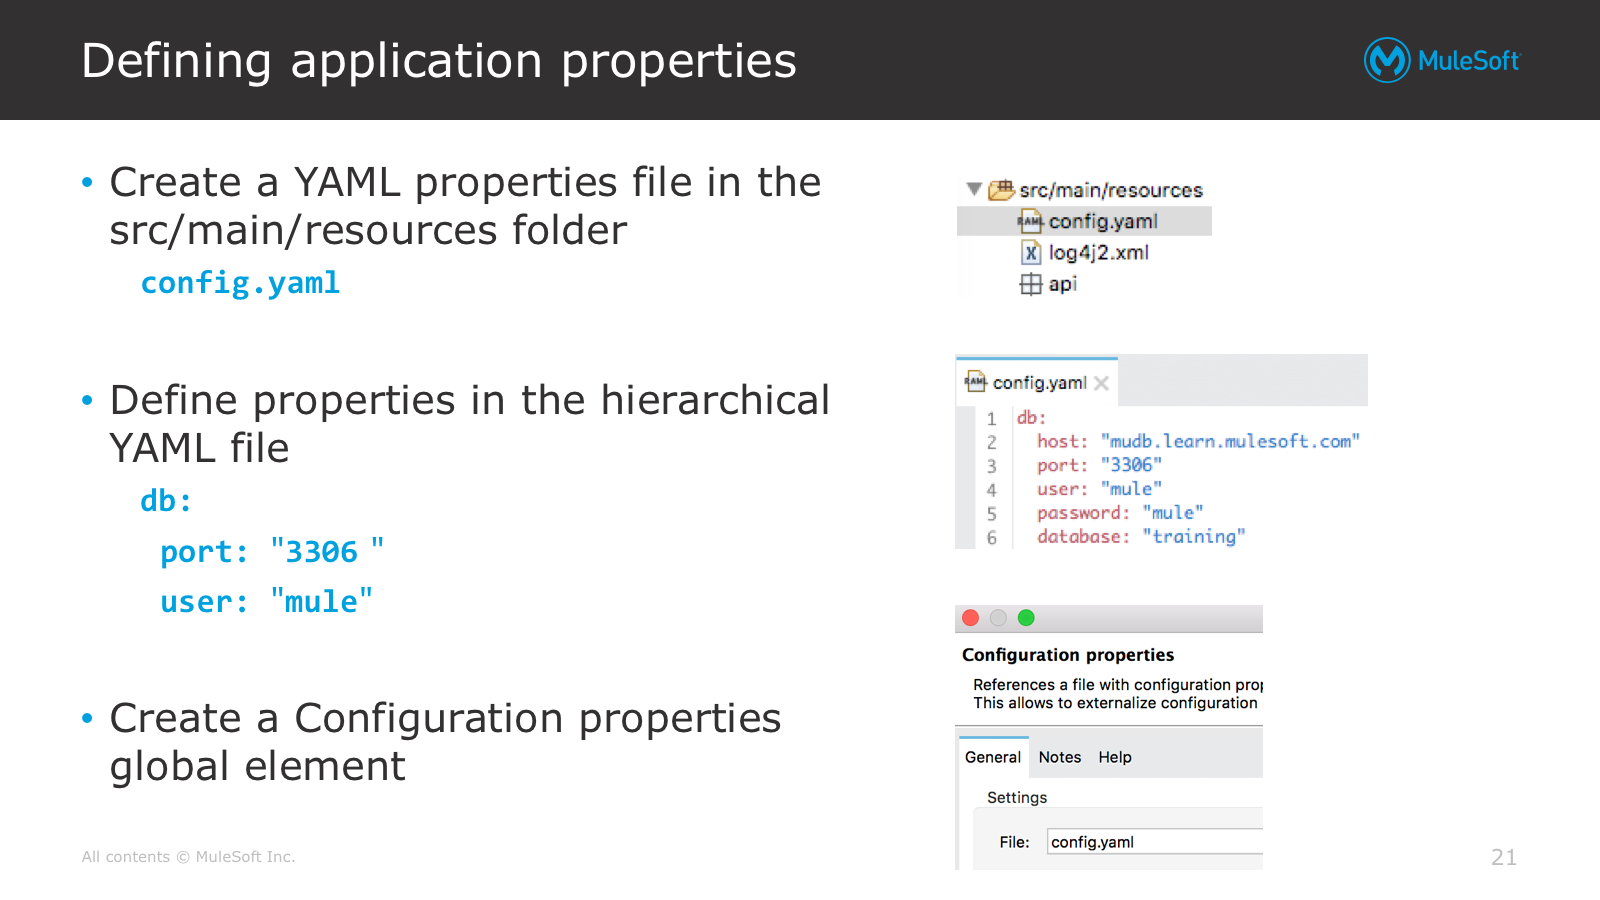 Defining application properties
MuleSoft
• Create a YAML properties file in the
src/main/resources folder
config.yaml
• Define properties in the hierarchical
YAML file
db:
port: "3306 "
user: "mule"
• Create a Configuration properties
global element
src/main/resources
RAML config.yaml
X log4j2.xml
api
RAML config.yaml
1 db:
2 host: "mudb.learn.mulesoft.com"
3 port: "3306"
4 user: "mule"
5 password: "mule"
6 database: "training"
Configuration properties
References a file with configuration prop
This allows to externalize configuration
General Notes Help
Settings
File: config.yaml
All contents © MuleSoft Inc.
21